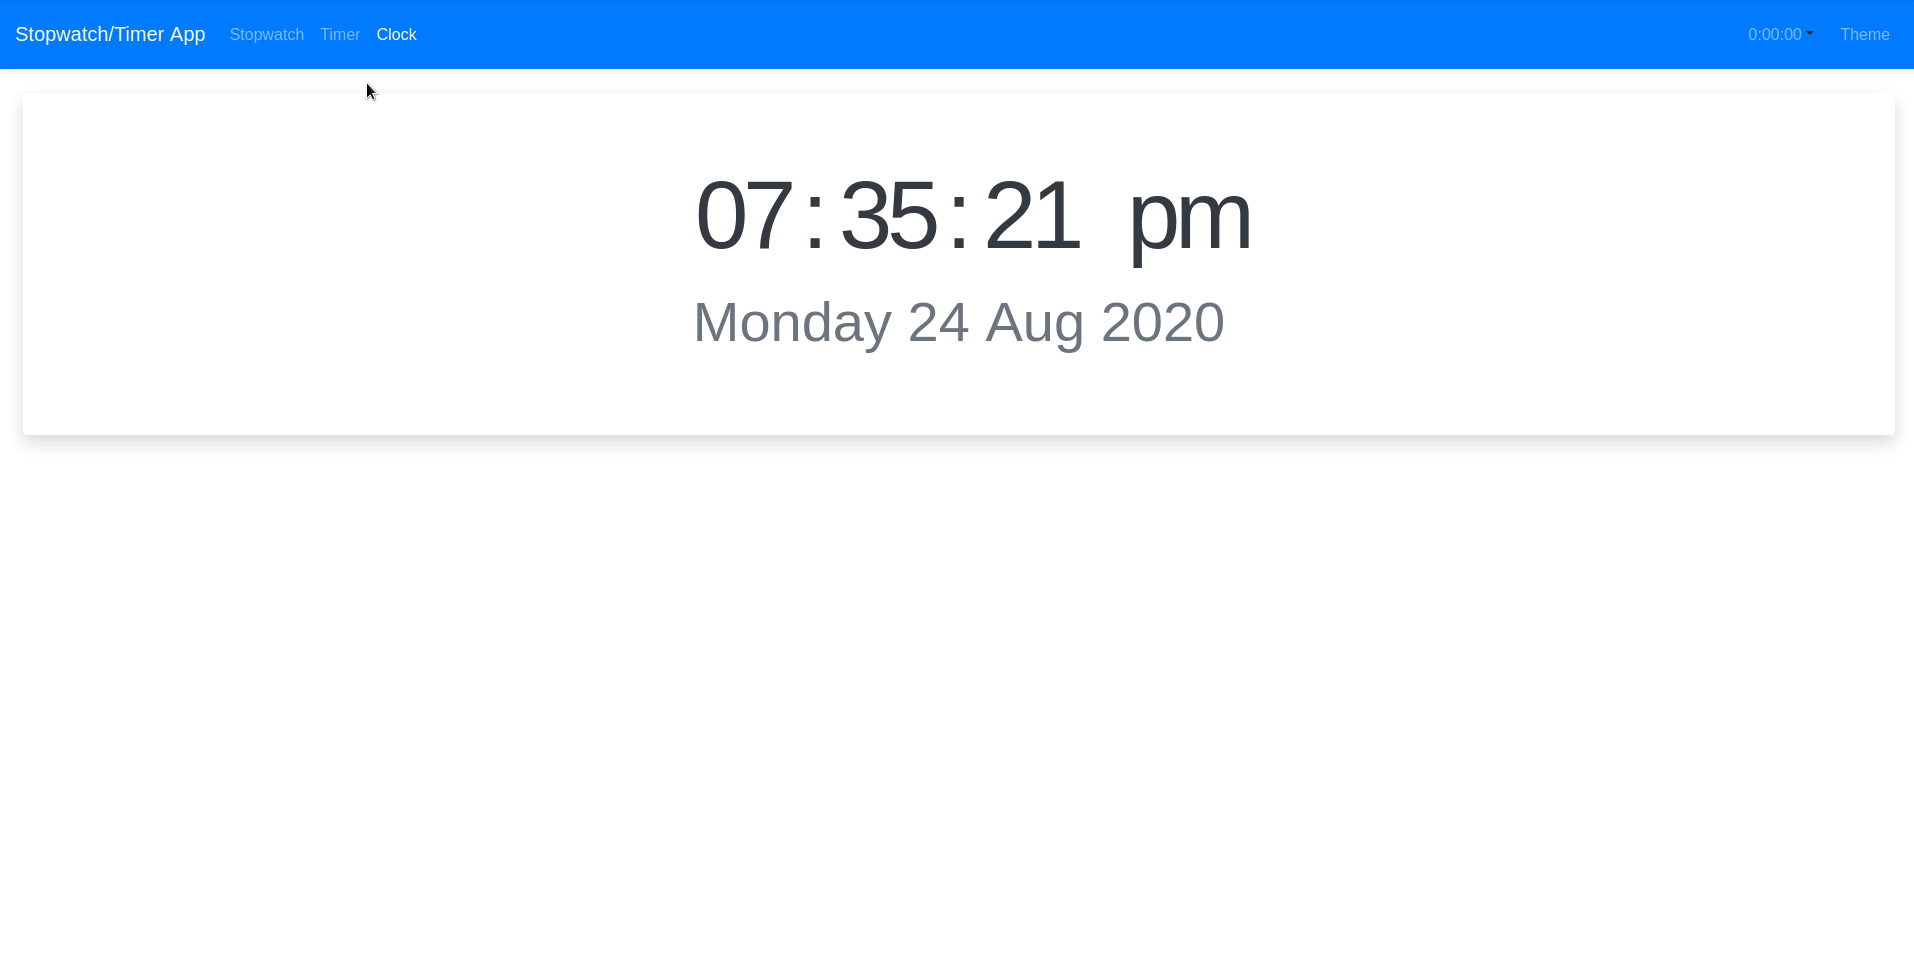 Stopwatch/Timer App Stopwatch Timer Clock 0:00:00 Theme
07:35:21 pm
Monday 24 Aug 2020